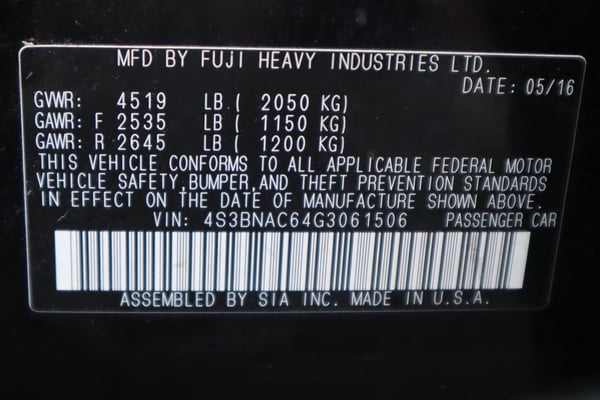 MFD BY FUJI HEAVY INDUSTRIES LTD.
DATE: 05/16
GVWR: 4519 LB ( 2050 KG)
GAWR: F 2535 LB ( 1150 KG)
GAWR: R 2645 LB ( 1200 KG)
THIS VEHICLE CONFORMS TO ALL APPLICABLE FEDERAL MOTOR
VEHICLE SAFETY,BUMPER,AND THEFT PREVENTION STANDARDS
IN EFFECT ON THE DATE OF MANUFACTURE SHOWN ABOVE.
VIN: 4S3BNAC64G3061506 PASSENGER CAR
ASSEMBLED BY SIA INC. MADE IN U.S.A.